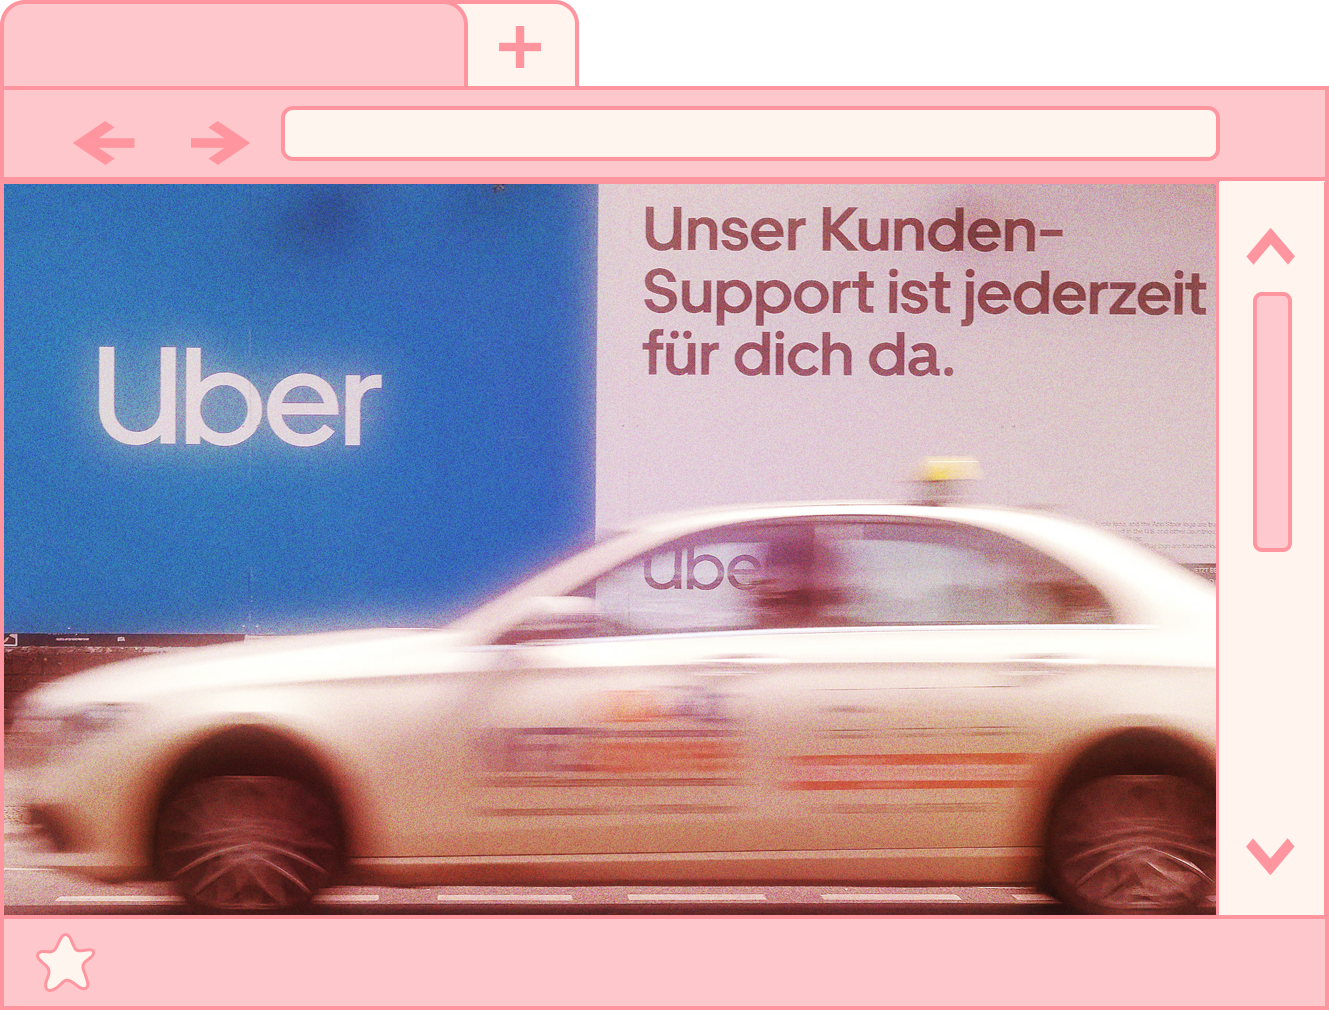 Uber
Unser Kunden-
Support ist jederzeit
für dich da.
Ube